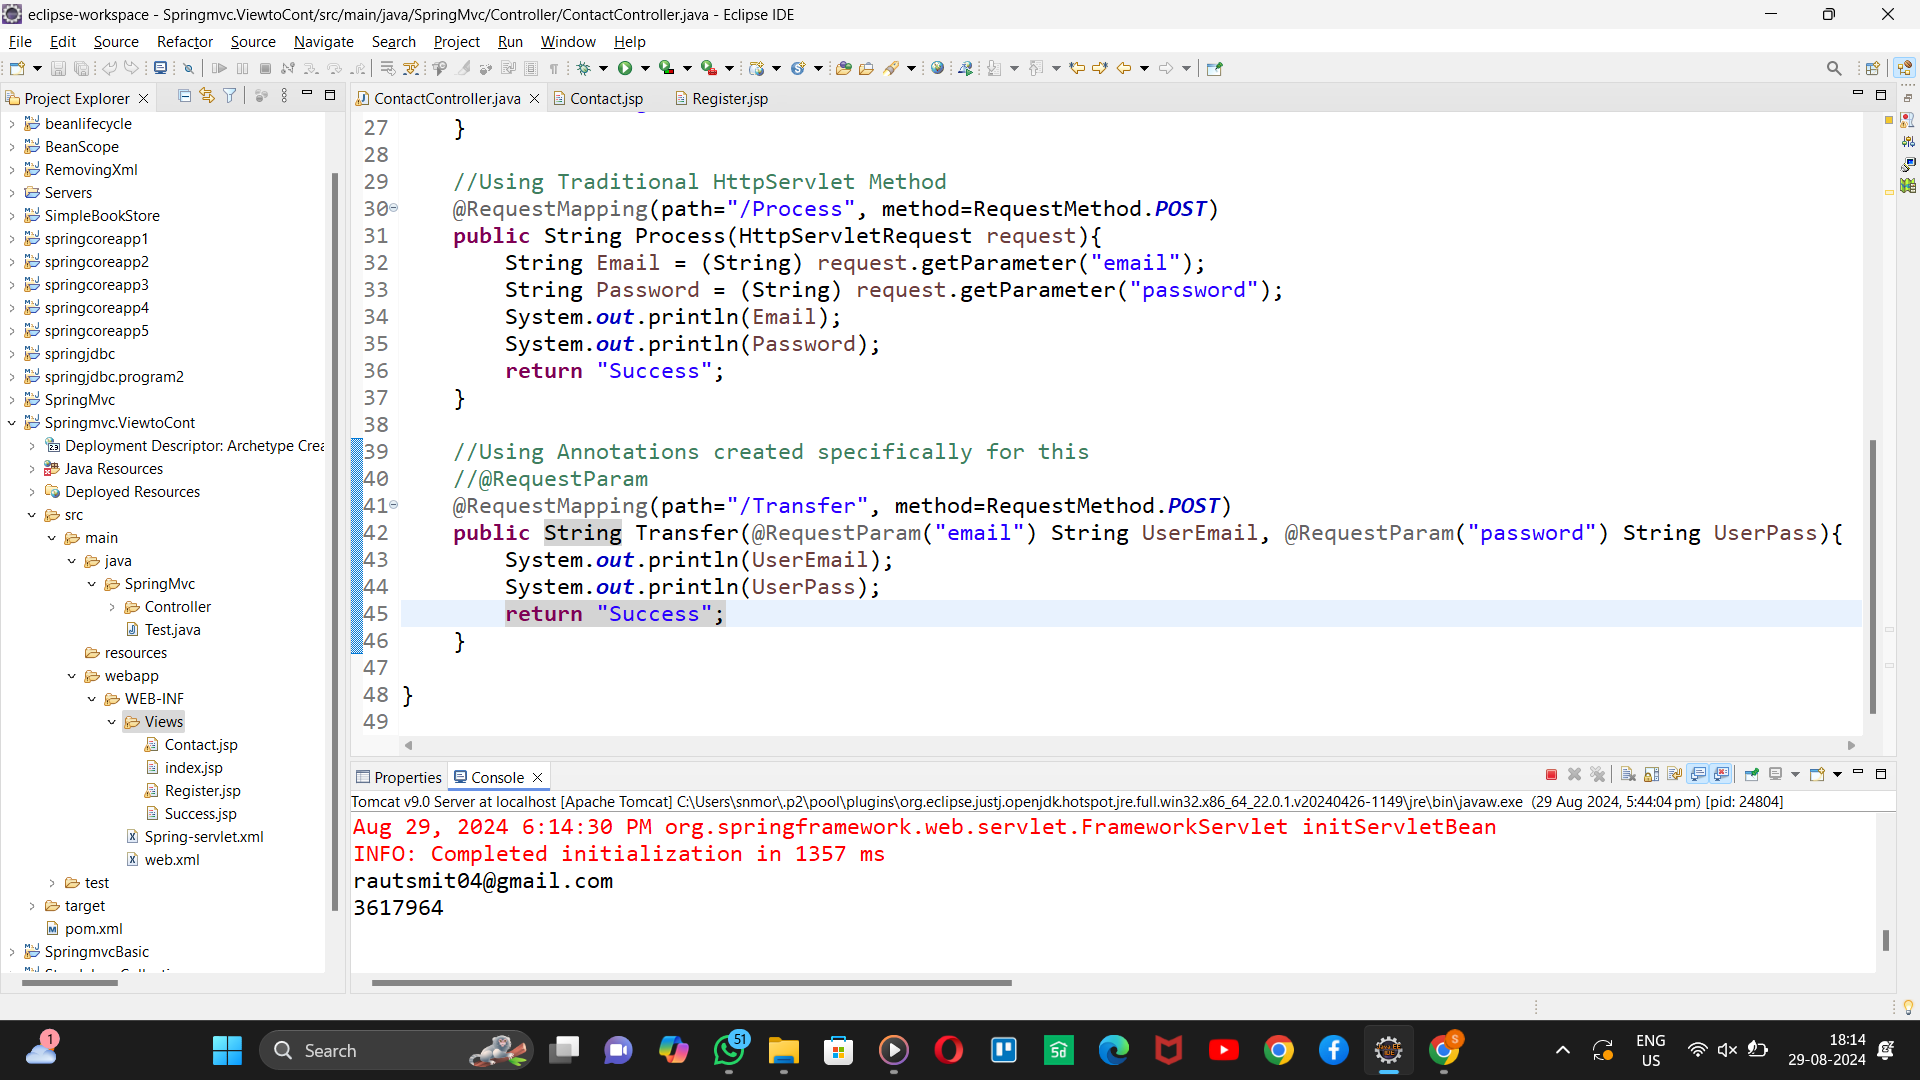 eclipse-workspace - Springmvc.ViewtoCont/src/main/java/SpringMvc/Controller/ContactController.java - Eclipse IDE
File Edit Source Refactor Source Navigate Search Project Run Window Help
Project Explorer
beanlifecycle
BeanScope
RemovingXml
Servers
SimpleBookStore
springcoreapp1
springcoreapp2
springcoreapp3
springcoreapp4
springcoreapp5
springjdbc
springjdbc.program2
SpringMvc
Springmvc.ViewtoCont
Deployment Descriptor: Archetype Crea
Java Resources
Deployed Resources
src
main
java
SpringMvc
Controller
Test.java
resources
webapp
WEB-INF
Views
Contact.jsp
index.jsp
Register.jsp
Success.jsp
Spring-servlet.xml
web.xml
test
target
pom.xml
SpringmvcBasic
ContactController.java Contact.jsp Register.jsp
27 }
28
29 //Using Traditional HttpServlet Method
30 @RequestMapping(path="/Process", method=RequestMethod.POST)
31 public String Process(HttpServletRequest request){
32 String Email = (String) request.getParameter("email");
33 String Password = (String) request.getParameter("password");
34 System.out.println(Email);
35 System.out.println(Password);
36 return "Success";
37 }
38
39 //Using Annotations created specifically for this
40 //@RequestParam
41 @RequestMapping(path="/Transfer", method=RequestMethod.POST)
42 public String Transfer(@RequestParam("email") String UserEmail, @RequestParam("password") String UserPass){
43 System.out.println(UserEmail);
44 System.out.println(UserPass);
45 return "Success";
46 }
47
48 }
49
Properties Console
Tomcat v9.0 Server at localhost [Apache Tomcat] C:\Users\snmor\.p2\pool\plugins\org.eclipse.justj.openjdk.hotspot.jre.full.win32.x86_64_22.0.1.v20240426-1149\jre\bin\javaw.exe (29 Aug 2024, 5:44:04 pm) [pid: 24804]
Aug 29, 2024 6:14:30 PM org.springframework.web.servlet.FrameworkServlet initServletBean
INFO: Completed initialization in 1357 ms
rautsmit04@gmail.com
3617964
1
Search
51
S
ENG
US
18:14
29-08-2024